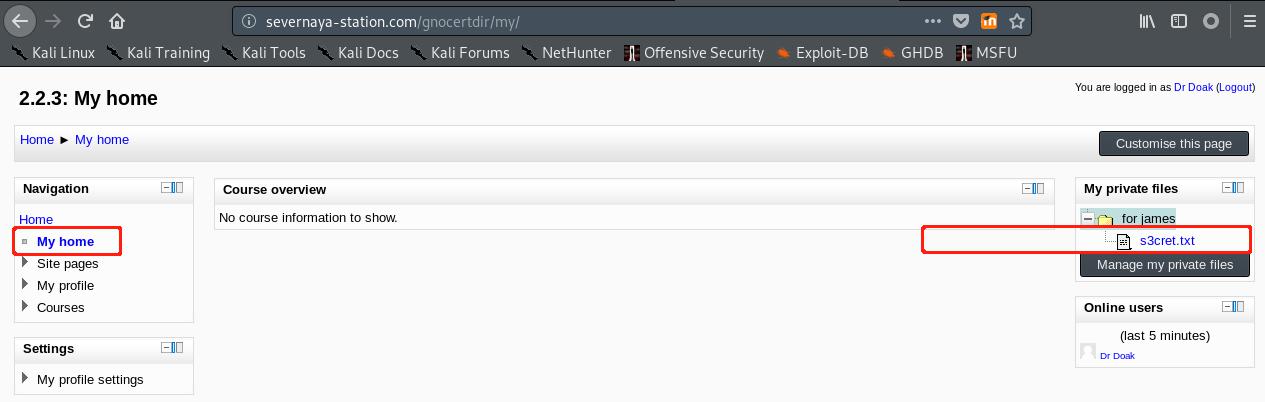 severnaya-station.com/gnocertdir/my/
Kali Linux Kali Training Kali Tools Kali Docs Kali Forums NetHunter Offensive Security Exploit-DB GHDB MSFU
2.2.3: My home
You are logged in as Dr Doak (Logout)
Home ► My home
Customise this page
Navigation
Home
My home
Site pages
My profile
Courses
Settings
My profile settings
Course overview
No course information to show.
My private files
for james
s3cret.txt
Manage my private files
Online users
(last 5 minutes)
Dr Doak